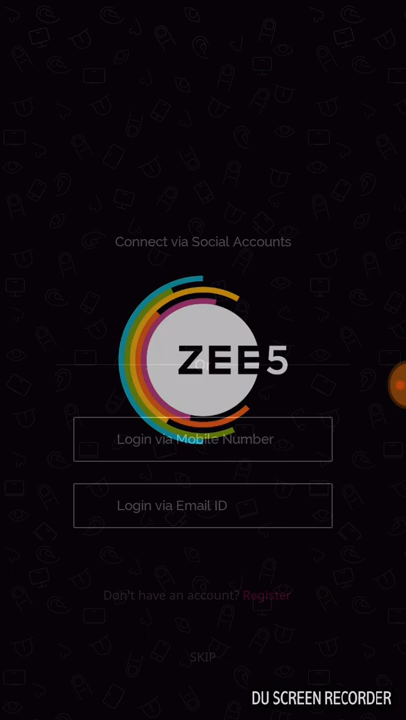 Connect via Social Accounts
ZEE5
Login via Mobile Number
Login via Email ID
Don't have an account? Register
SKIP
DU SCREEN RECORDER